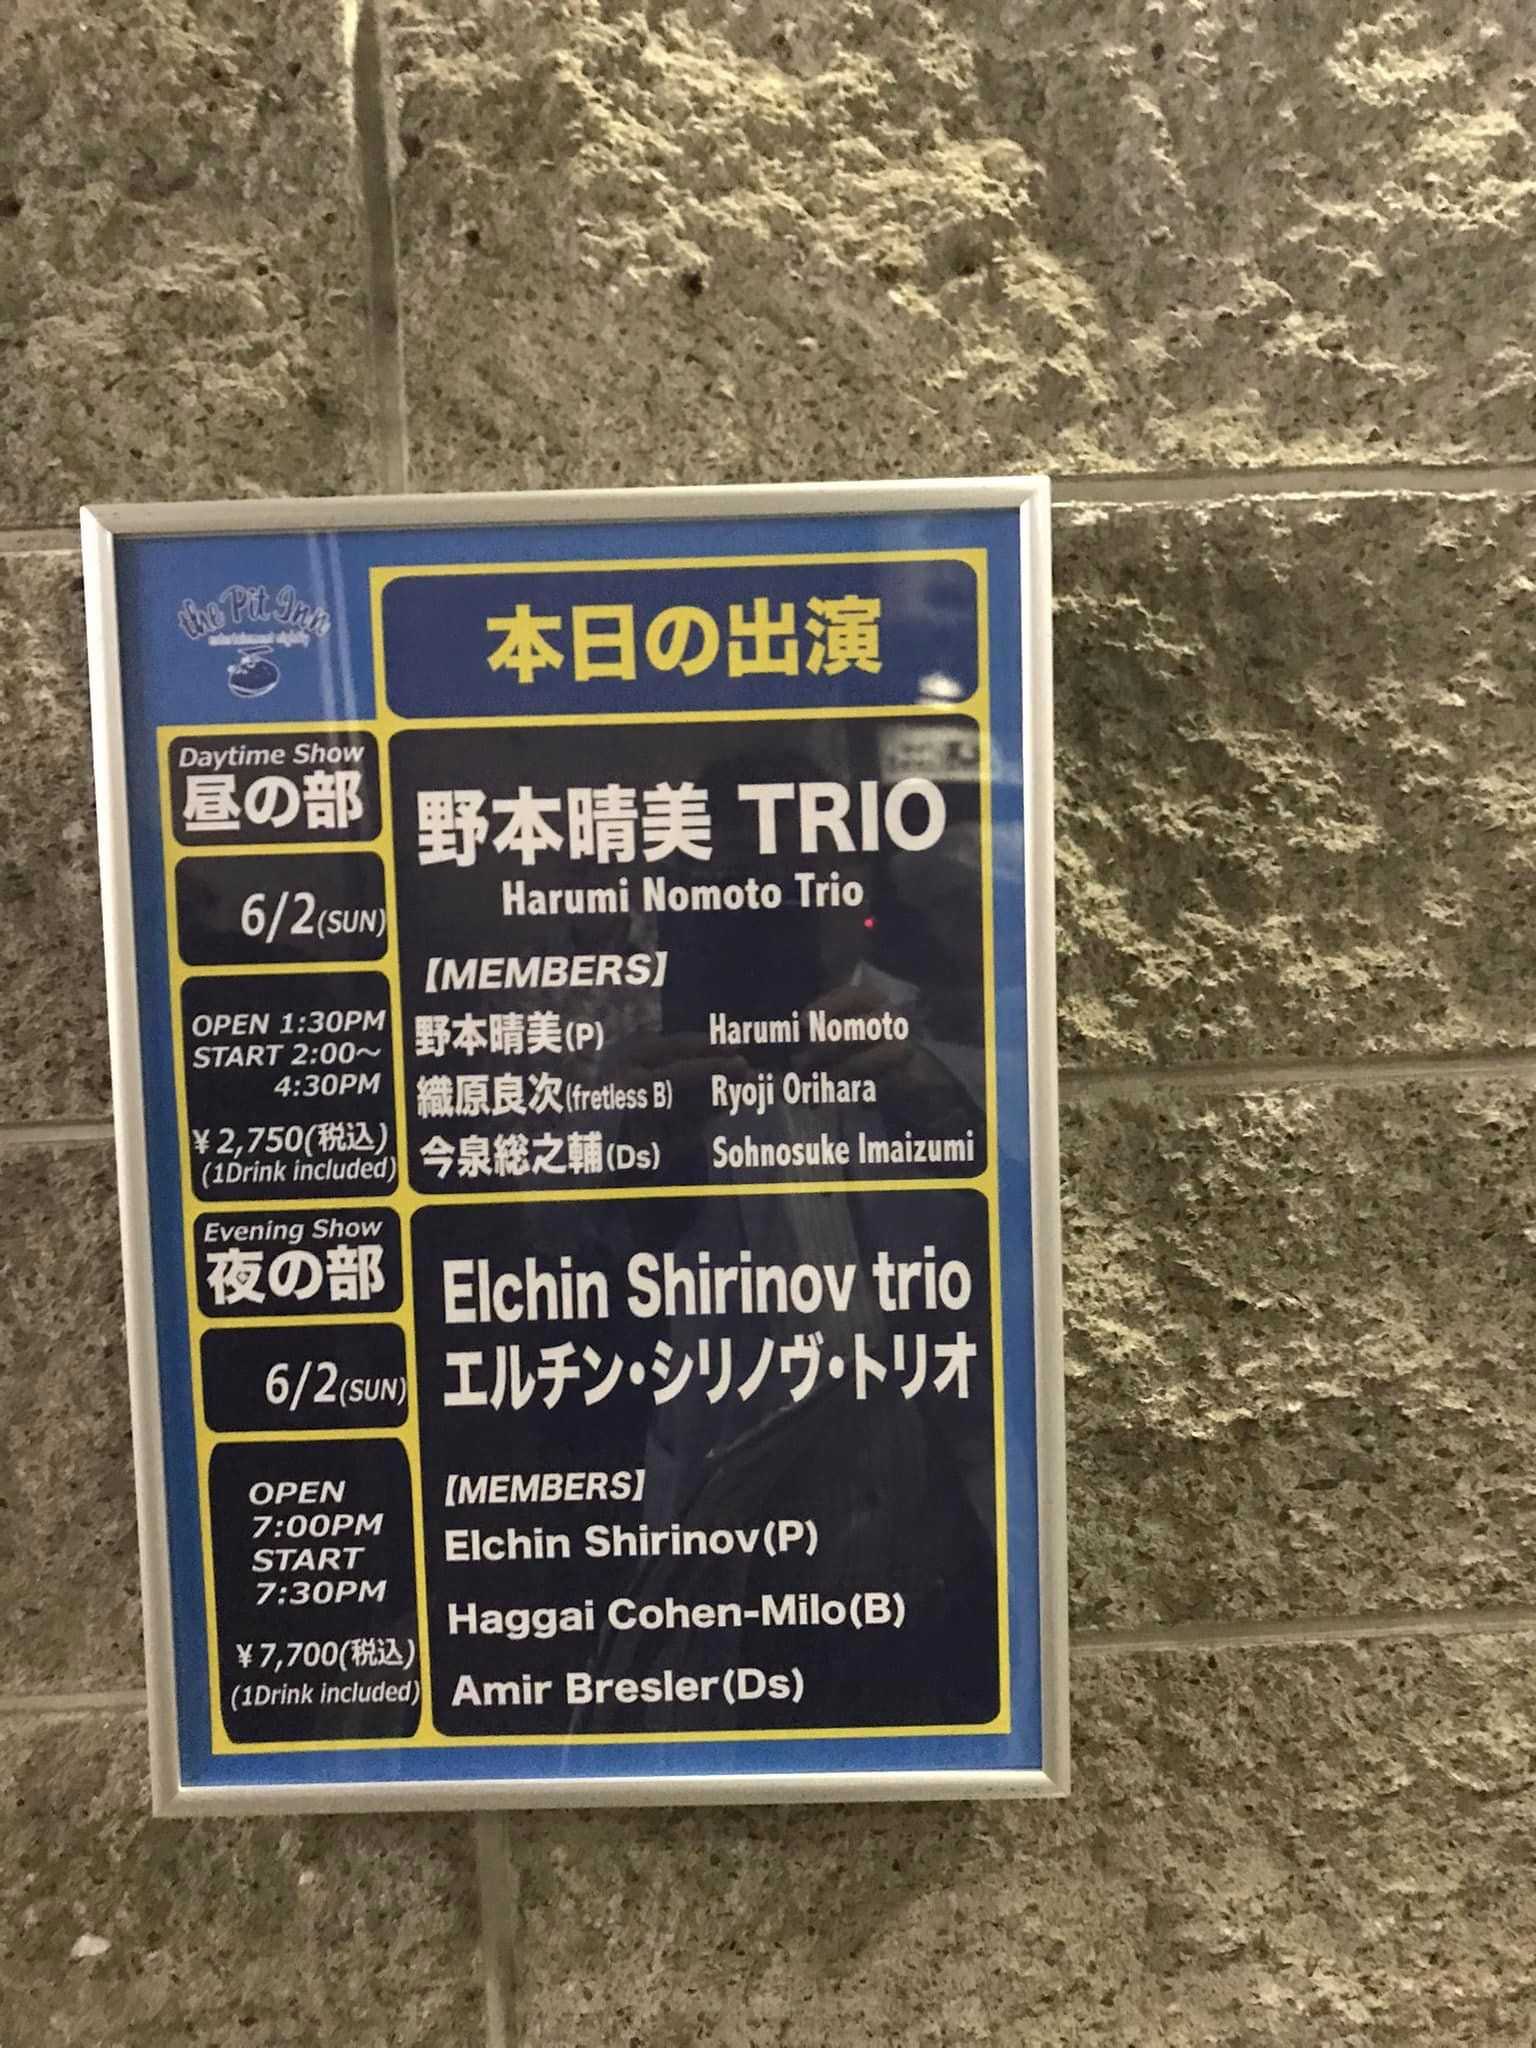 the Pit Inn
entertainment nightly
本日の出演
Daytime Show
昼の部
6/2(SUN)
OPEN 1:30PM
START 2:00～
4:30PM
¥2,750(税込)
(1Drink included)
野本晴美 TRIO
Harumi Nomoto Trio
【MEMBERS】
野本晴美(P) Harumi Nomoto
織原良次(fretless B) Ryoji Orihara
今泉総之輔(Ds) Sohnosuke Imaizumi
Evening Show
夜の部
6/2(SUN)
OPEN
7:00PM
START
7:30PM
¥7,700(税込)
(1Drink included)
Elchin Shirinov trio
エルチン・シリノヴ・トリオ
【MEMBERS】
Elchin Shirinov(P)
Haggai Cohen-Milo(B)
Amir Bresler(Ds)